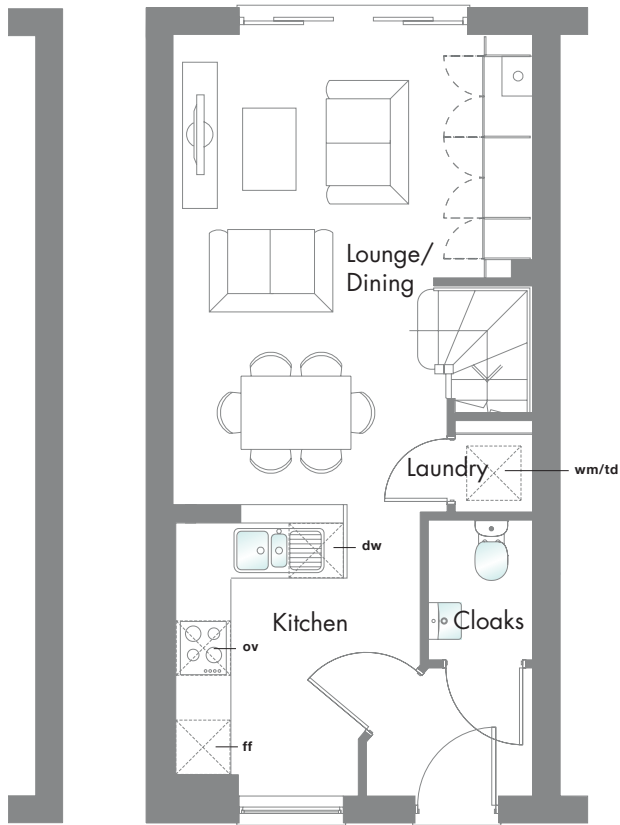 Lounge/
Dining
Laundry
wm/td
dw
Kitchen
Cloaks
ov
ff